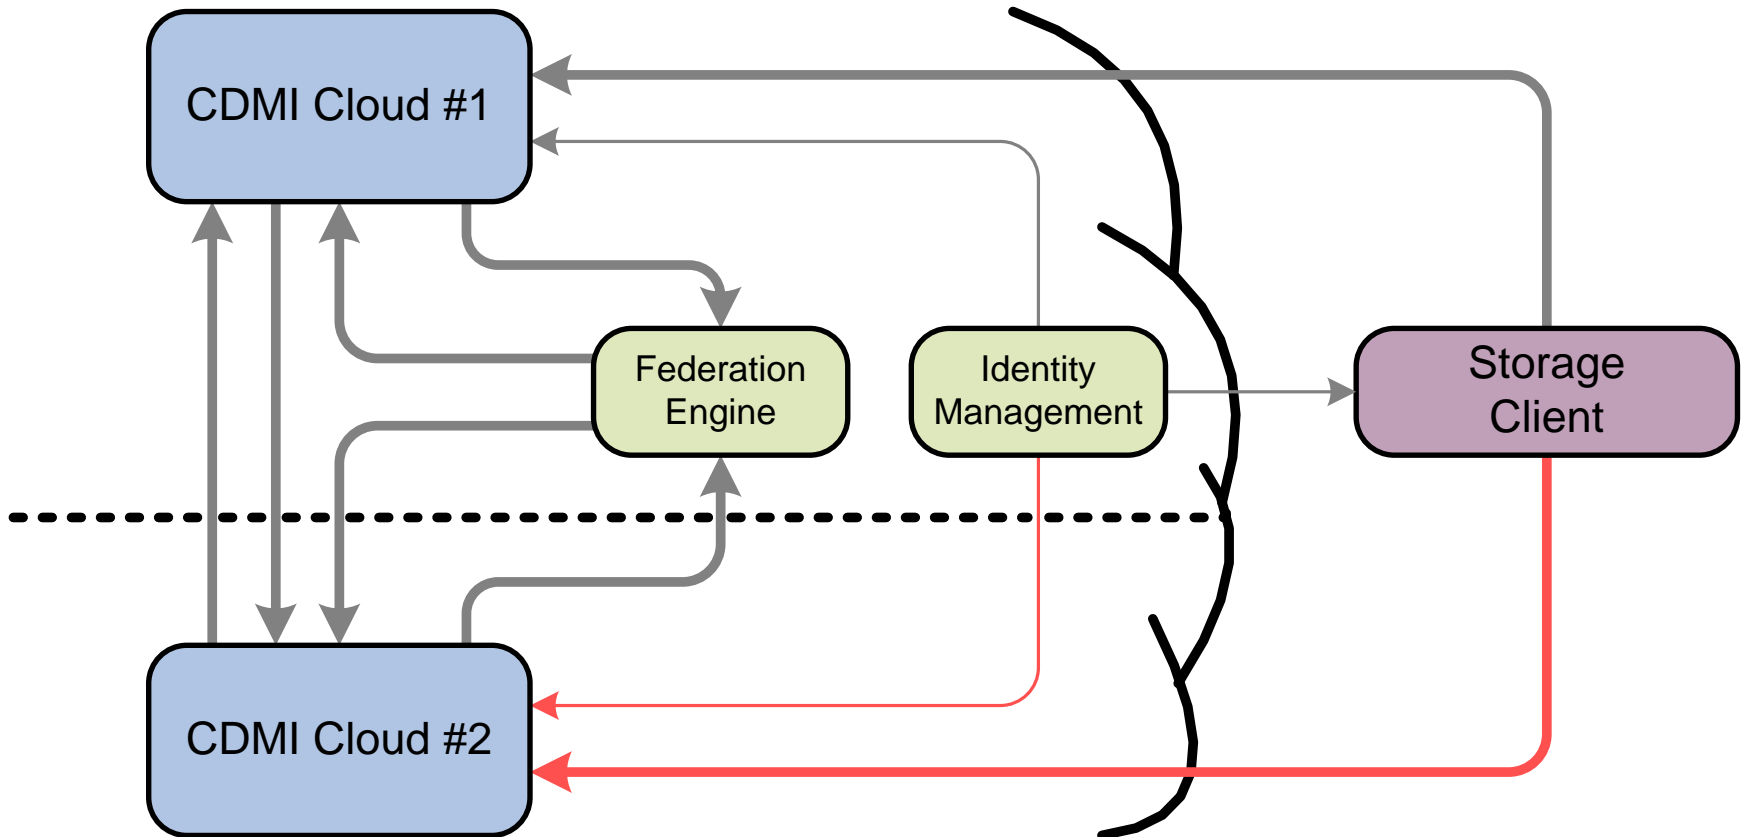 CDMI Cloud #1
Federation
Engine
Identity
Management
Storage
Client
CDMI Cloud #2